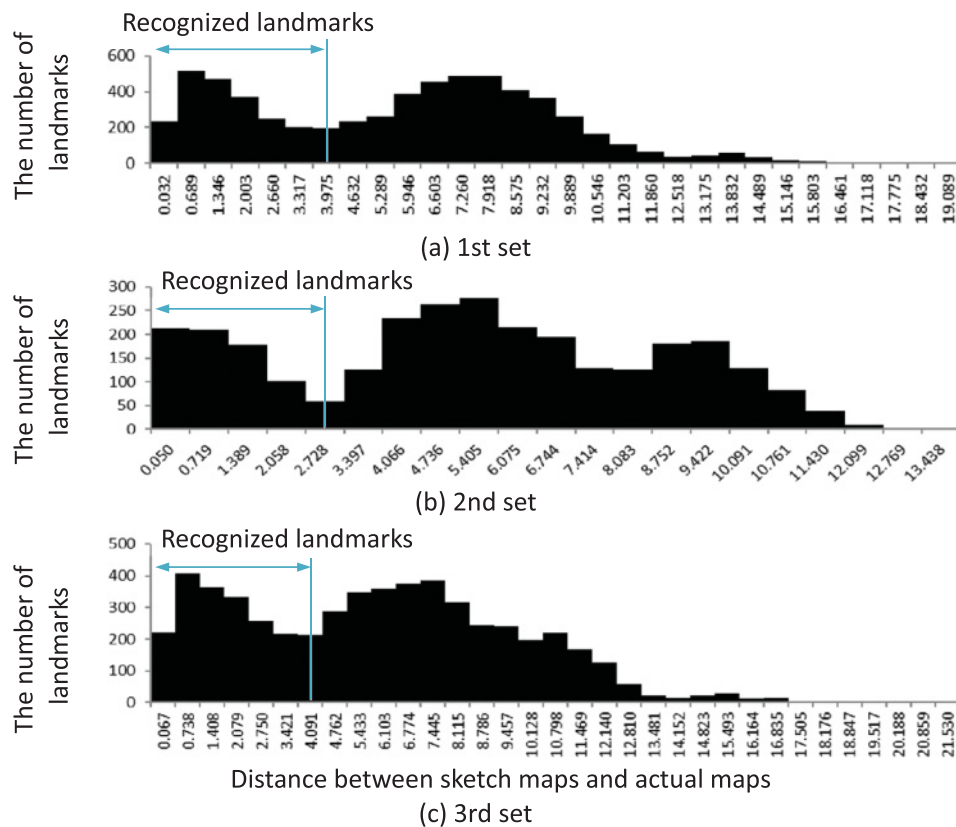 Recognized landmarks
The number of
landmarks
600
400
200
0
0.032 0.689 1.346 2.003 2.660 3.317 3.975 4.632 5.289 5.946 6.603 7.260 7.918 8.575 9.232 9.889 10.546 11.203 11.860 12.518 13.175 13.832 14.489 15.146 15.803 16.461 17.118 17.775 18.432 19.089
(a) 1st set
Recognized landmarks
The number of
landmarks
300
250
200
150
100
50
0
0.050 0.719 1.389 2.058 2.728 3.397 4.066 4.736 5.405 6.075 6.744 7.414 8.083 8.752 9.422 10.091 10.761 11.430 12.099 12.769 13.438
(b) 2nd set
Recognized landmarks
The number of
landmarks
500
400
300
200
100
0
0.067 0.738 1.408 2.079 2.750 3.421 4.091 4.762 5.433 6.103 6.774 7.445 8.115 8.786 9.457 10.128 10.798 11.469 12.140 12.810 13.481 14.152 14.823 15.493 16.164 16.835 17.505 18.176 18.847 19.517 20.188 20.859 21.530
Distance between sketch maps and actual maps
(c) 3rd set